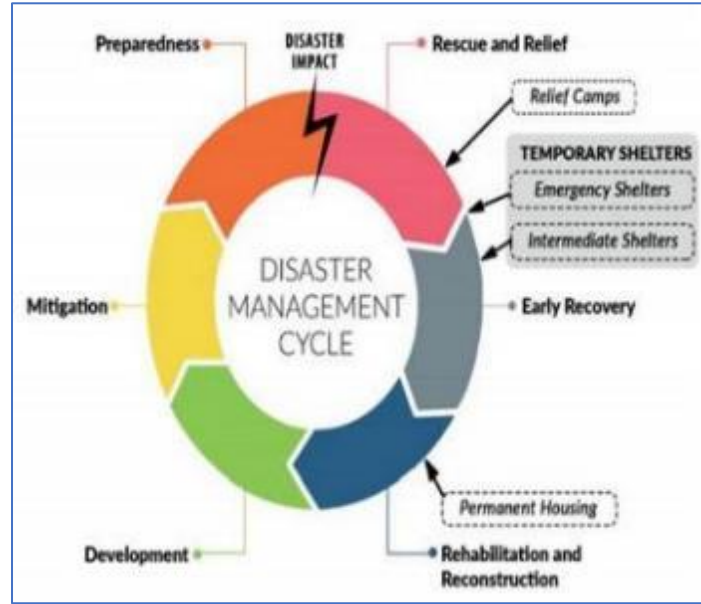 Preparedness
DISASTER
IMPACT
Rescue and Relief
Relief Camps
TEMPORARY SHELTERS
Emergency Shelters
Intermediate Shelters
DISASTER
MANAGEMENT
CYCLE
Mitigation
Early Recovery
Permanent Housing
Development
Rehabilitation and
Reconstruction